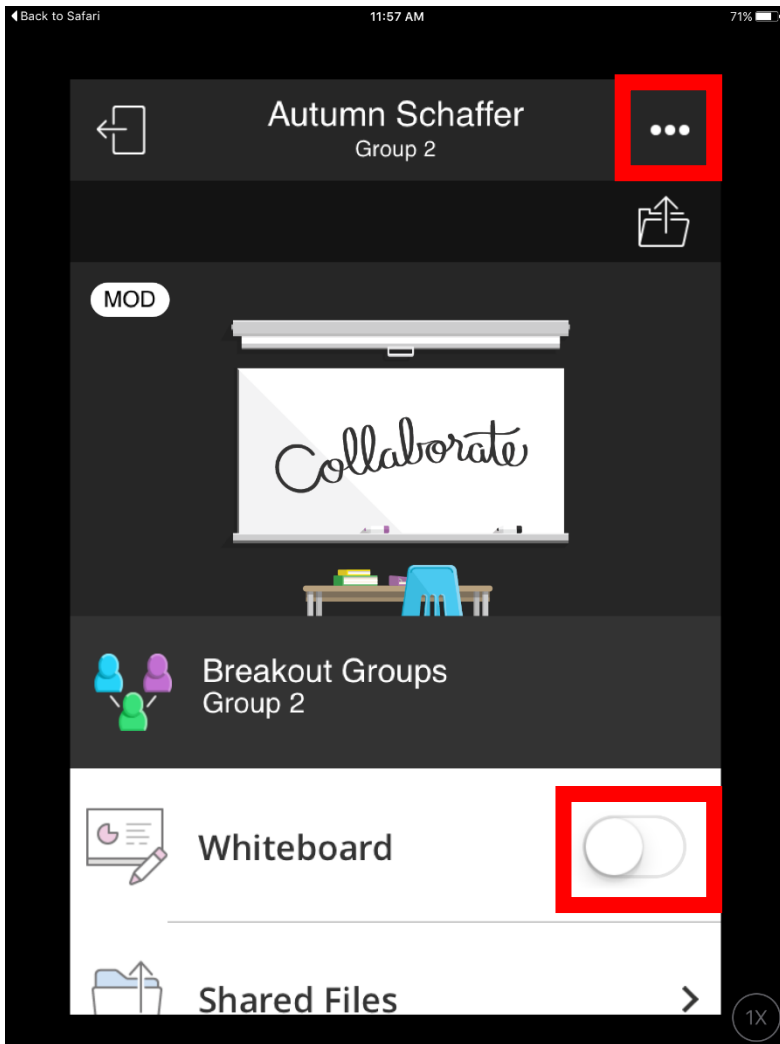 Back to Safari 11:57 AM 71%
Autumn Schaffer
Group 2
MOD
Collaborate
Breakout Groups
Group 2
Whiteboard
Shared Files
1X